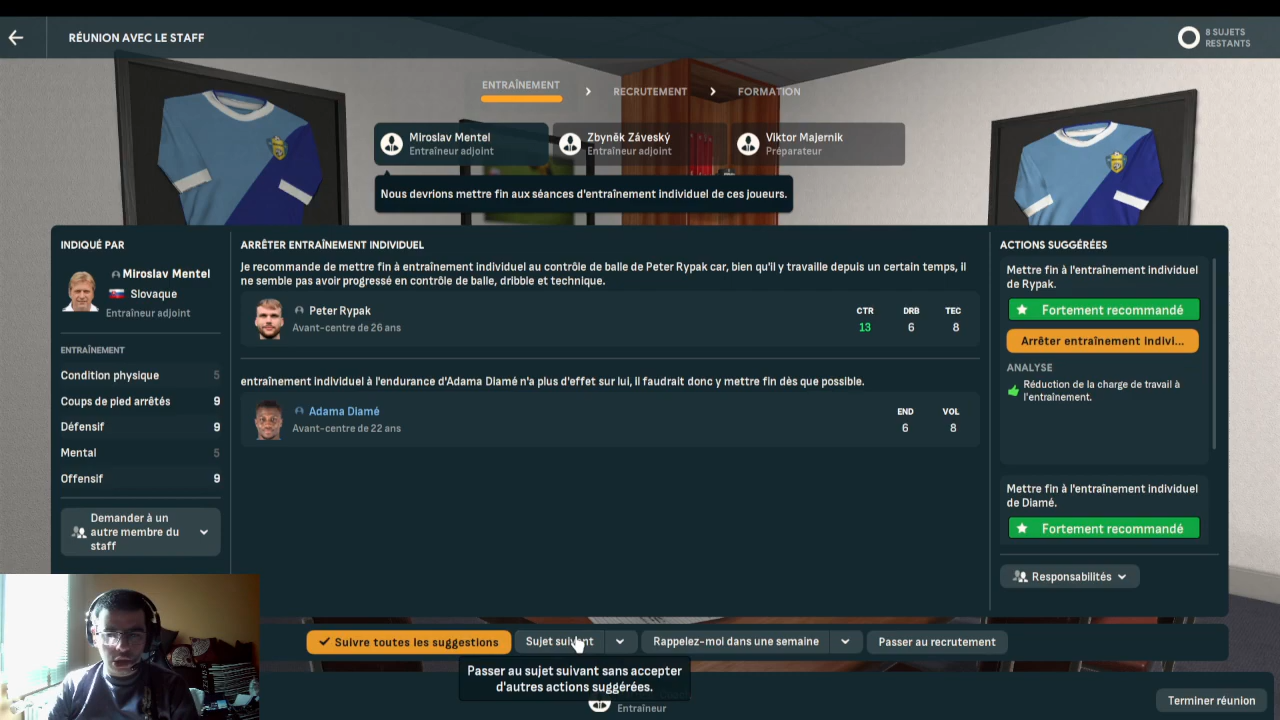 RÉUNION AVEC LE STAFF
8 SUJETS
RESTANTS
ENTRAÎNEMENT
RECRUTEMENT
FORMATION
Miroslav Mentel
Entraîneur adjoint
Zbyněk Záveský
Entraîneur adjoint
Viktor Majerník
Préparateur
Nous devrions mettre fin aux séances d'entraînement individuel de ces joueurs.
INDIQUÉ PAR
Miroslav Mentel
Slovaque
Entraîneur adjoint
ENTRAÎNEMENT
Condition physique 5
Coups de pied arrêtés 9
Défensif 9
Mental 5
Offensif 9
Demander à un
autre membre du
staff
ARRÊTER ENTRAÎNEMENT INDIVIDUEL
Je recommande de mettre fin à entraînement individuel au contrôle de balle de Peter Rypak car, bien qu'il y travaille depuis un certain temps, il
ne semble pas avoir progressé en contrôle de balle, dribble et technique.
Peter Rypak
Avant-centre de 26 ans
CTR DRB TEC
13 6 8
entraînement individuel à l'endurance d'Adama Diamé n'a plus d'effet sur lui, il faudrait donc y mettre fin dès que possible.
Adama Diamé
Avant-centre de 22 ans
END VOL
6 8
ACTIONS SUGGÉRÉES
Mettre fin à l'entraînement individuel
de Rypak.
Fortement recommandé
Arrêter entraînement indivi...
ANALYSE
Réduction de la charge de travail à
l'entraînement.
Mettre fin à l'entraînement individuel
de Diamé.
Fortement recommandé
Responsabilités
Suivre toutes les suggestions
Sujet suivant
Rappelez-moi dans une semaine
Passer au recrutement
Passer au sujet suivant sans accepter
d'autres actions suggérées.
Entraîneur
Terminer réunion